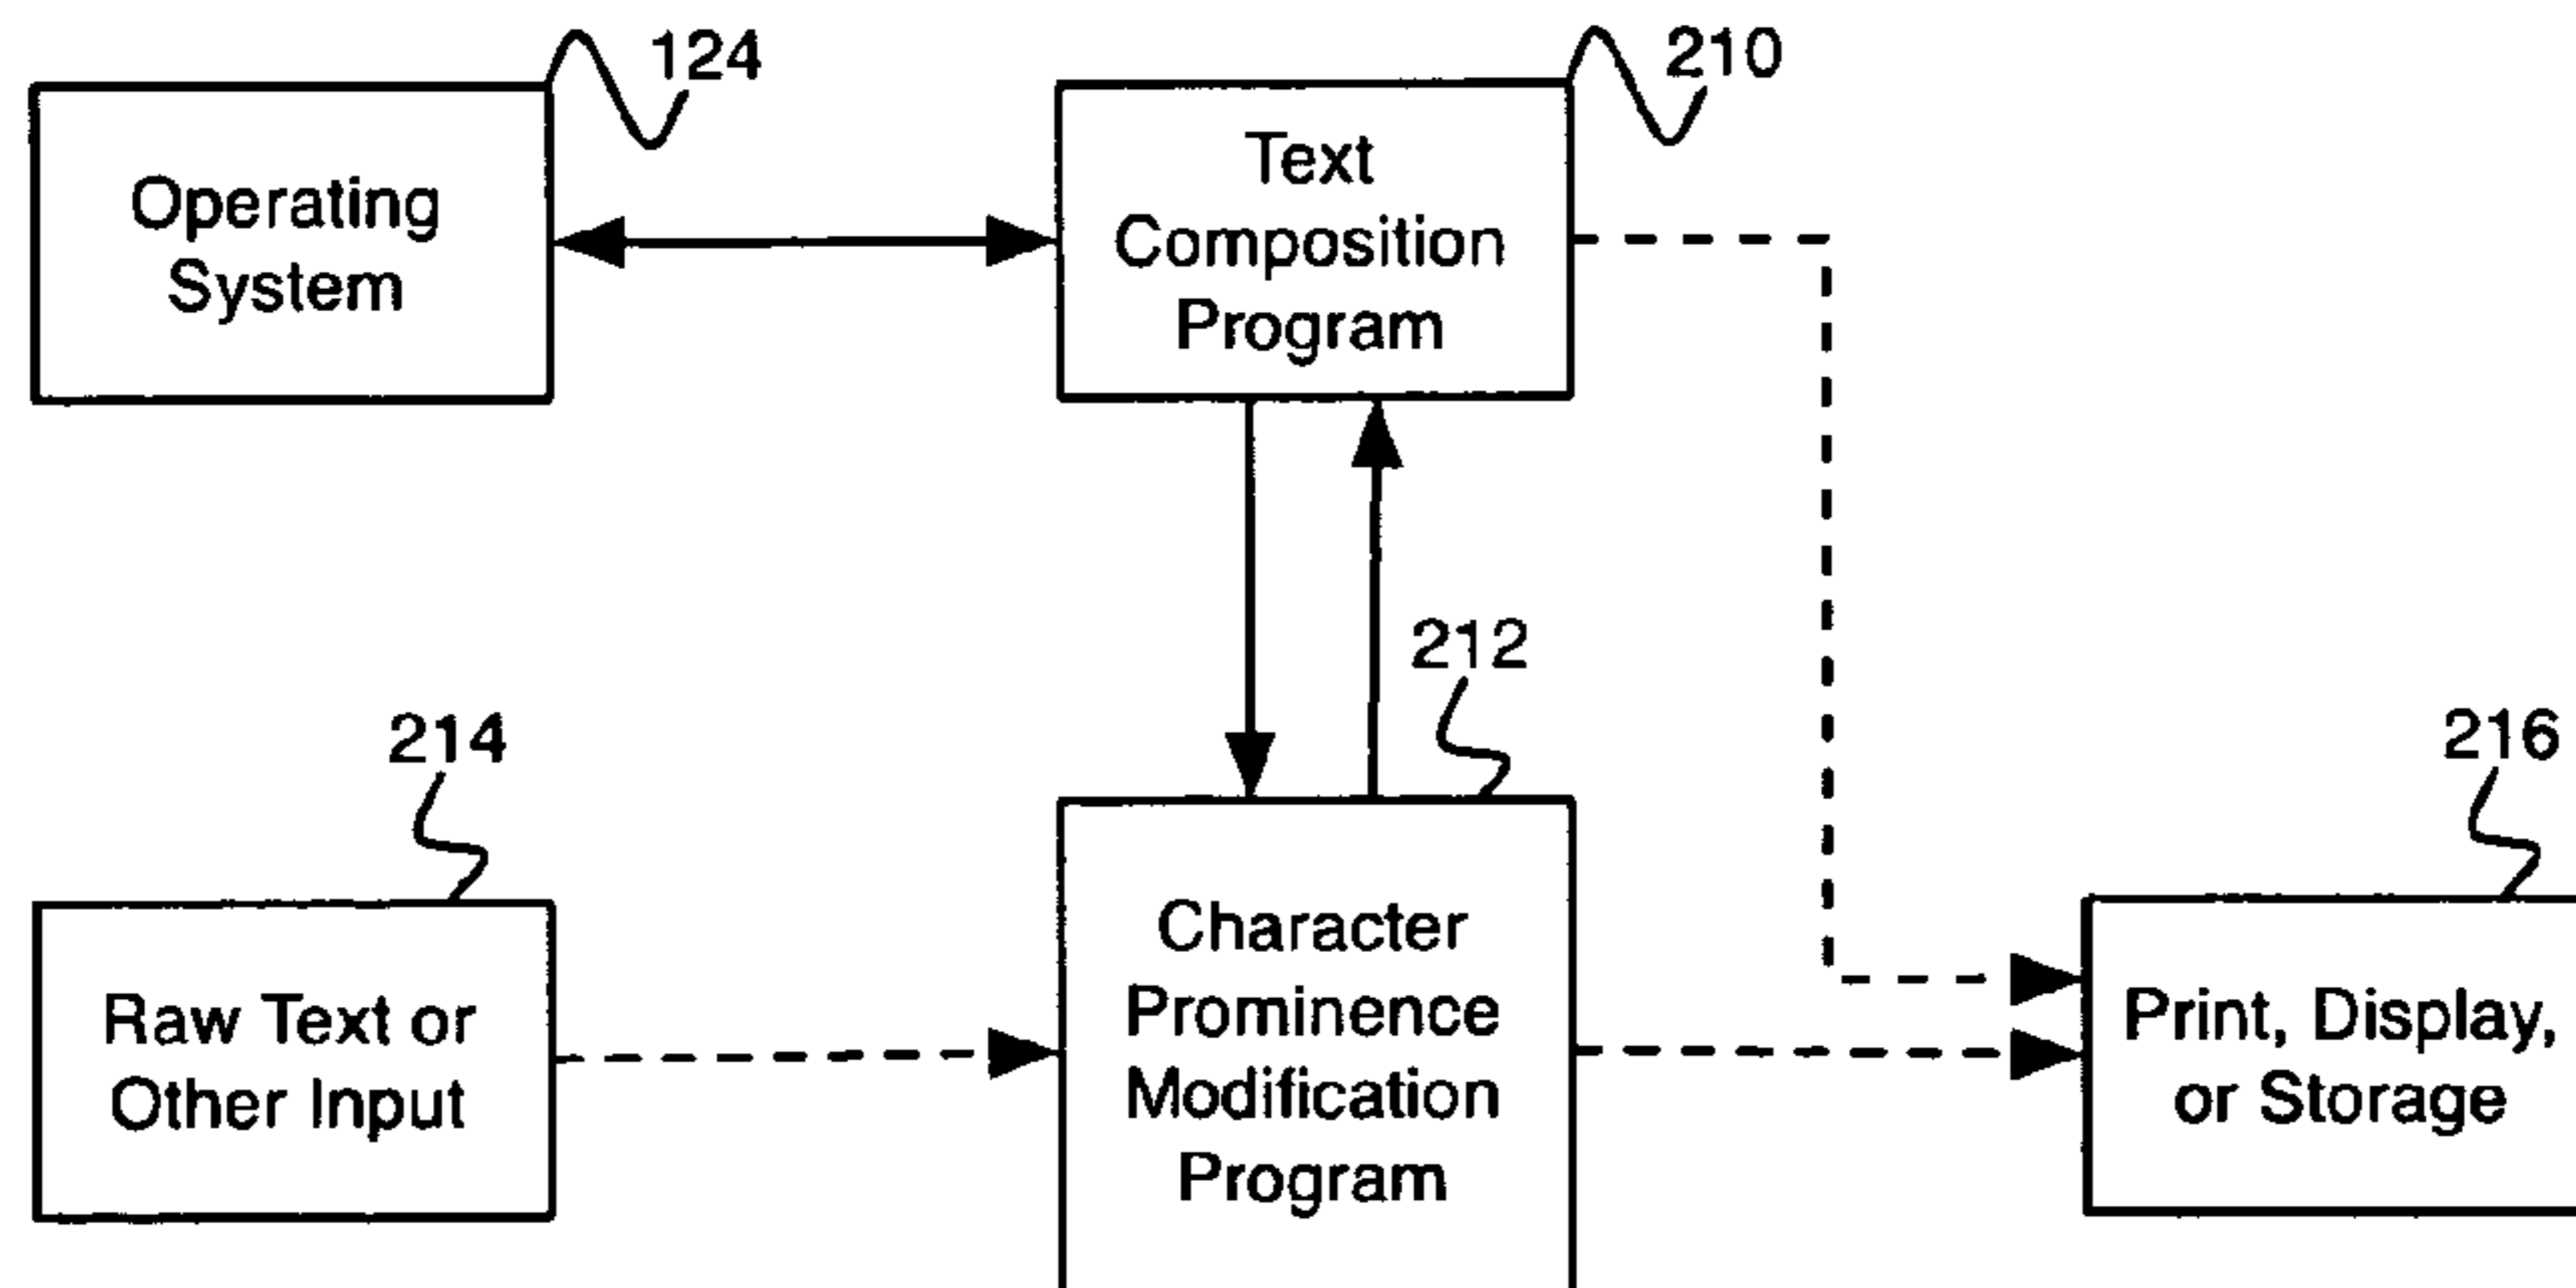 124
210
Operating
System
Text
Composition
Program
212
214
216
Raw Text or
Other Input
Character
Prominence
Modification
Program
Print, Display,
or Storage